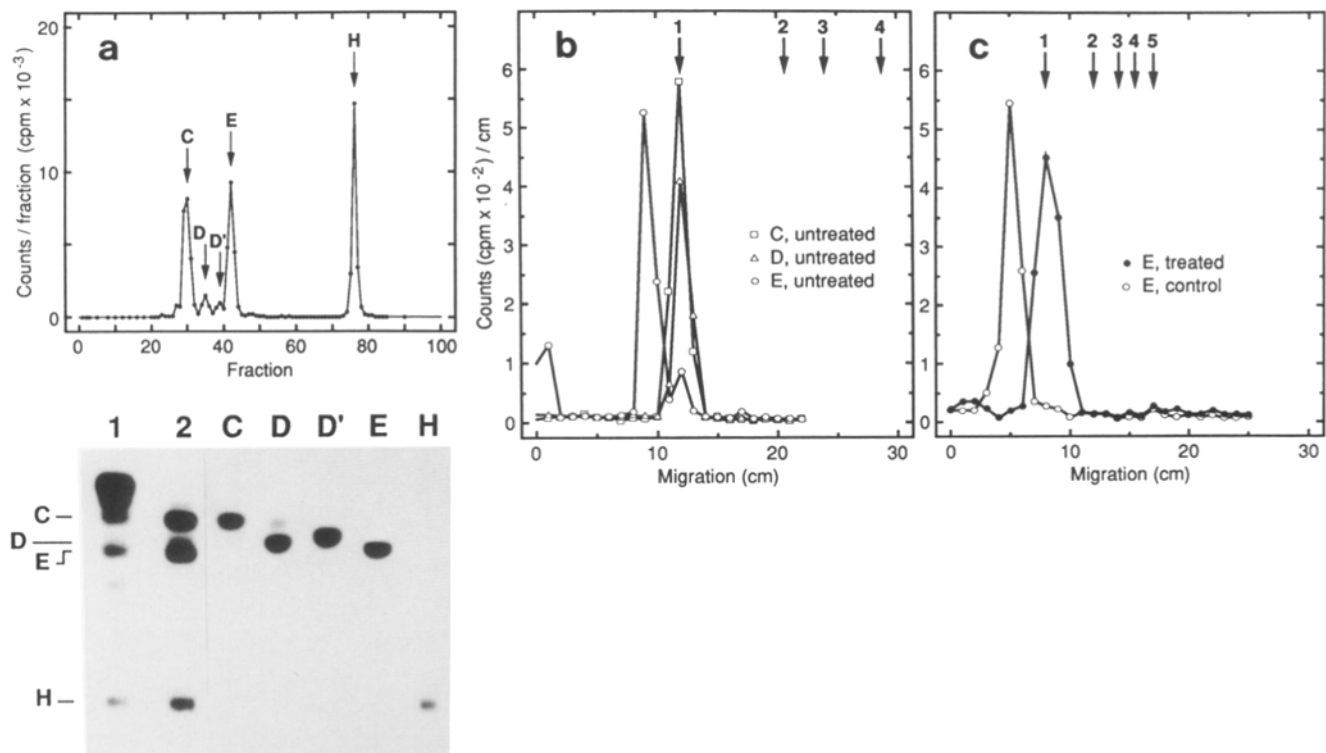 a
Counts / fraction (cpm x 10⁻³)
20
10
0
C
D
D'
E
H
0 20 40 60 80 100
Fraction
b
Counts (cpm x 10⁻²) / cm
6
5
4
3
2
1
0
1 2 3 4
C, untreated
D, untreated
E, untreated
0 10 20 30
Migration (cm)
c
6
5
4
3
2
1
0
1 2 3 4 5
E, treated
E, control
0 10 20 30
Migration (cm)
1 2 C D D' E H
C
D
E
H